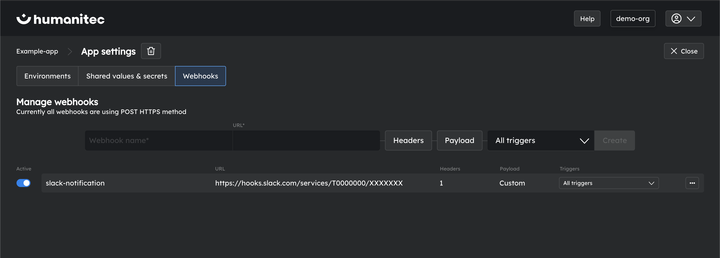 humanitec
Help
demo-org
Example-app
App settings
Close
Environments
Shared values & secrets
Webhooks
Manage webhooks
Currently all webhooks are using POST HTTPS method
Webhook name*
URL*
Headers
Payload
All triggers
Create
Active
URL
Headers
Payload
Triggers
slack-notification
https://hooks.slack.com/services/T0000000/XXXXXXX
1
Custom
All triggers